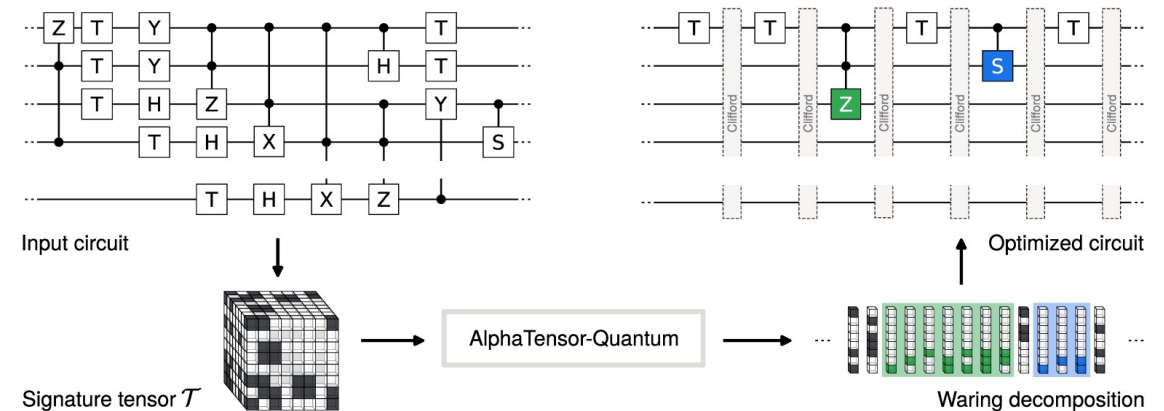 Z T Y T T T T
T Y H T S
T H Z Y Z
T H X S
T H X Z
Clifford Clifford Clifford Clifford Clifford Clifford
Input circuit
Optimized circuit
AlphaTensor-Quantum
Signature tensor 𝒯
Waring decomposition